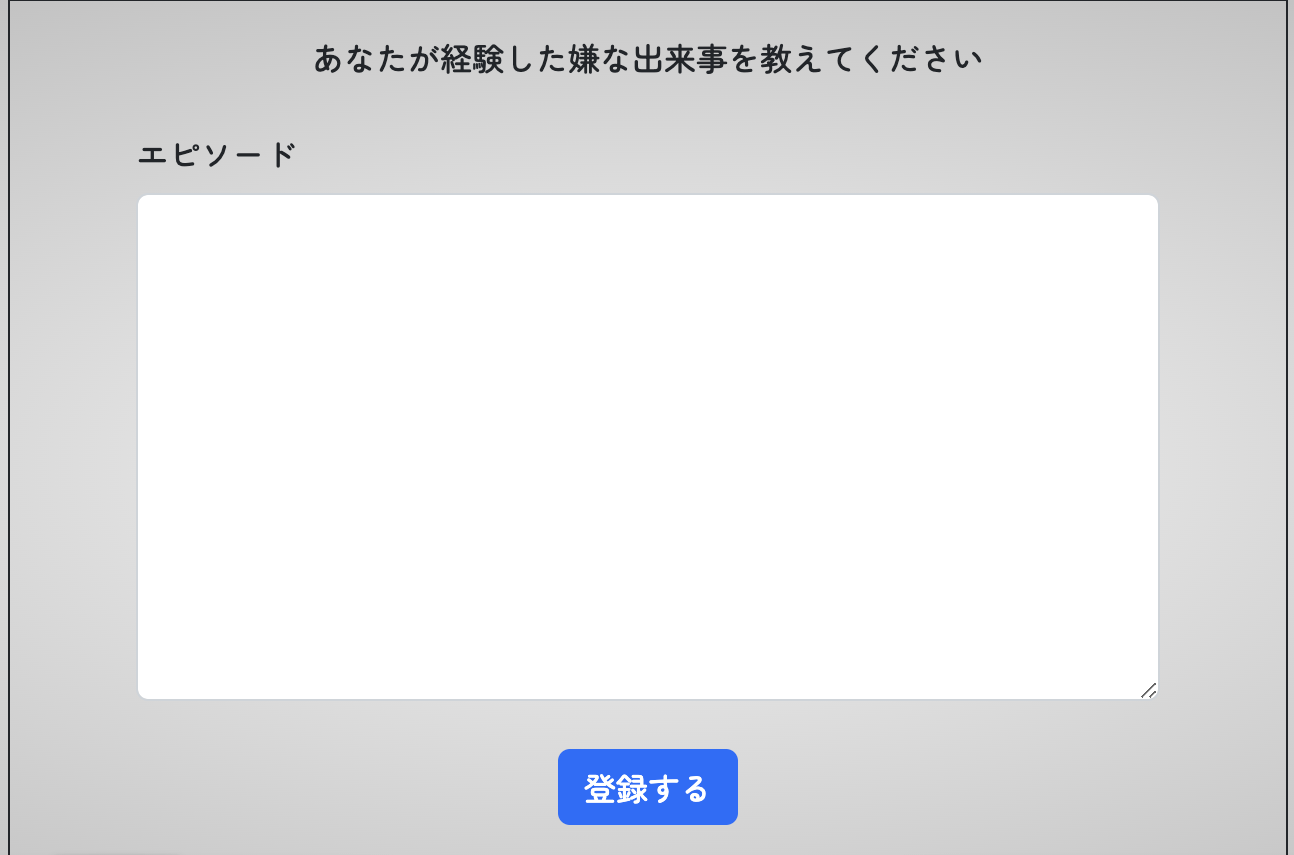 あなたが経験した嫌な出来事を教えてください
エピソード
登録する